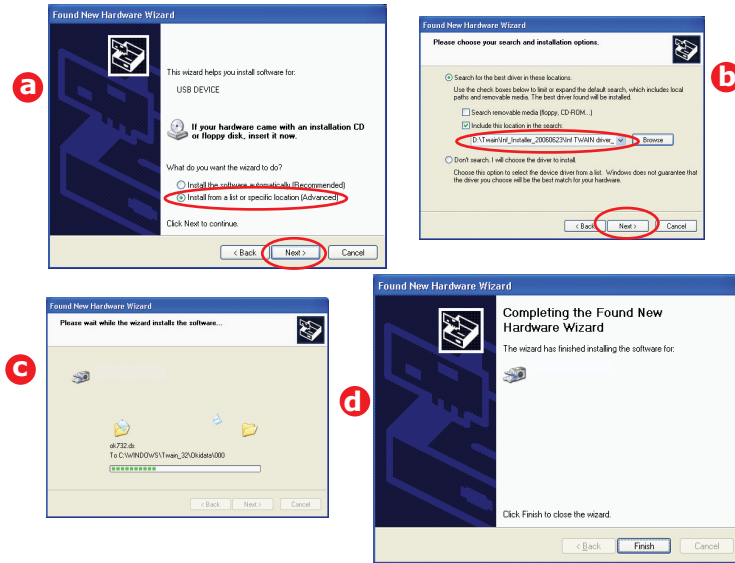 a
Found New Hardware Wizard
This wizard helps you install software for:
USB DEVICE
If your hardware came with an installation CD
or floppy disk, insert it now.
What do you want the wizard to do?
Install the software automatically (Recommended)
Install from a list or specific location (Advanced)
Click Next to continue.
< Back
Next >
Cancel
b
Found New Hardware Wizard
Please choose your search and installation options.
Search for the best driver in these locations.
Use the check boxes below to limit or expand the default search, which includes local
paths and removable media. The best driver found will be installed.
Search removable media (floppy, CD-ROM...)
Include this location in the search:
D:\Twain\Inf_Installer_20060623\Inf TWAIN driver_
Browse
Don't search. I will choose the driver to install.
Choose this option to select the device driver from a list. Windows does not guarantee that
the driver you choose will be the best match for your hardware.
< Back
Next >
Cancel
c
Found New Hardware Wizard
Please wait while the wizard installs the software...
ok732.ds
To C:\WINDOWS\Twain_32\Okidata\000
< Back
Next >
Cancel
d
Found New Hardware Wizard
Completing the Found New
Hardware Wizard
The wizard has finished installing the software for:
Click Finish to close the wizard.
< Back
Finish
Cancel